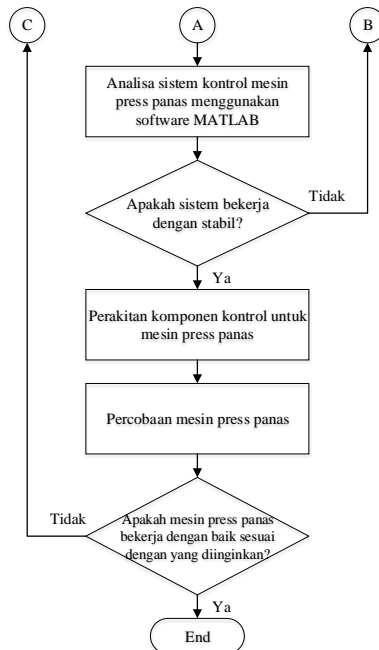 C
A
B
Analisa sistem kontrol mesin
press panas menggunakan
software MATLAB
Tidak
Apakah sistem bekerja
dengan stabil?
Ya
Perakitan komponen kontrol untuk
mesin press panas
Percobaan mesin press panas
Tidak
Apakah mesin press panas
bekerja dengan baik sesuai
dengan yang diinginkan?
Ya
End